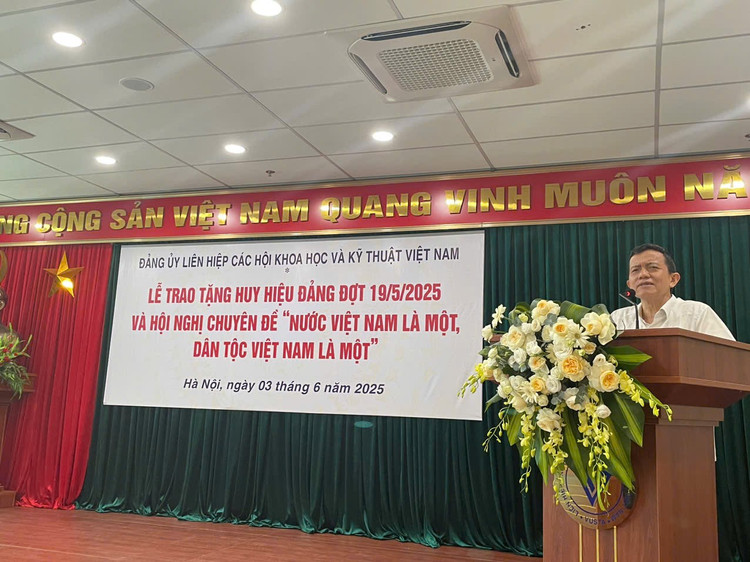 NG CỘNG SẢN VIỆT NAM QUANG VINH MUÔN NĂ
ĐẢNG ỦY LIÊN HIỆP CÁC HỘI KHOA HỌC VÀ KỸ THUẬT VIỆT NAM
*
LỄ TRAO TẶNG HUY HIỆU ĐẢNG ĐỢT 19/5/2025
VÀ HỘI NGHỊ CHUYÊN ĐỀ “NƯỚC VIỆT NAM LÀ MỘT,
DÂN TỘC VIỆT NAM LÀ MỘT”
Hà Nội, ngày 03 tháng 6 năm 2025
VUSTA